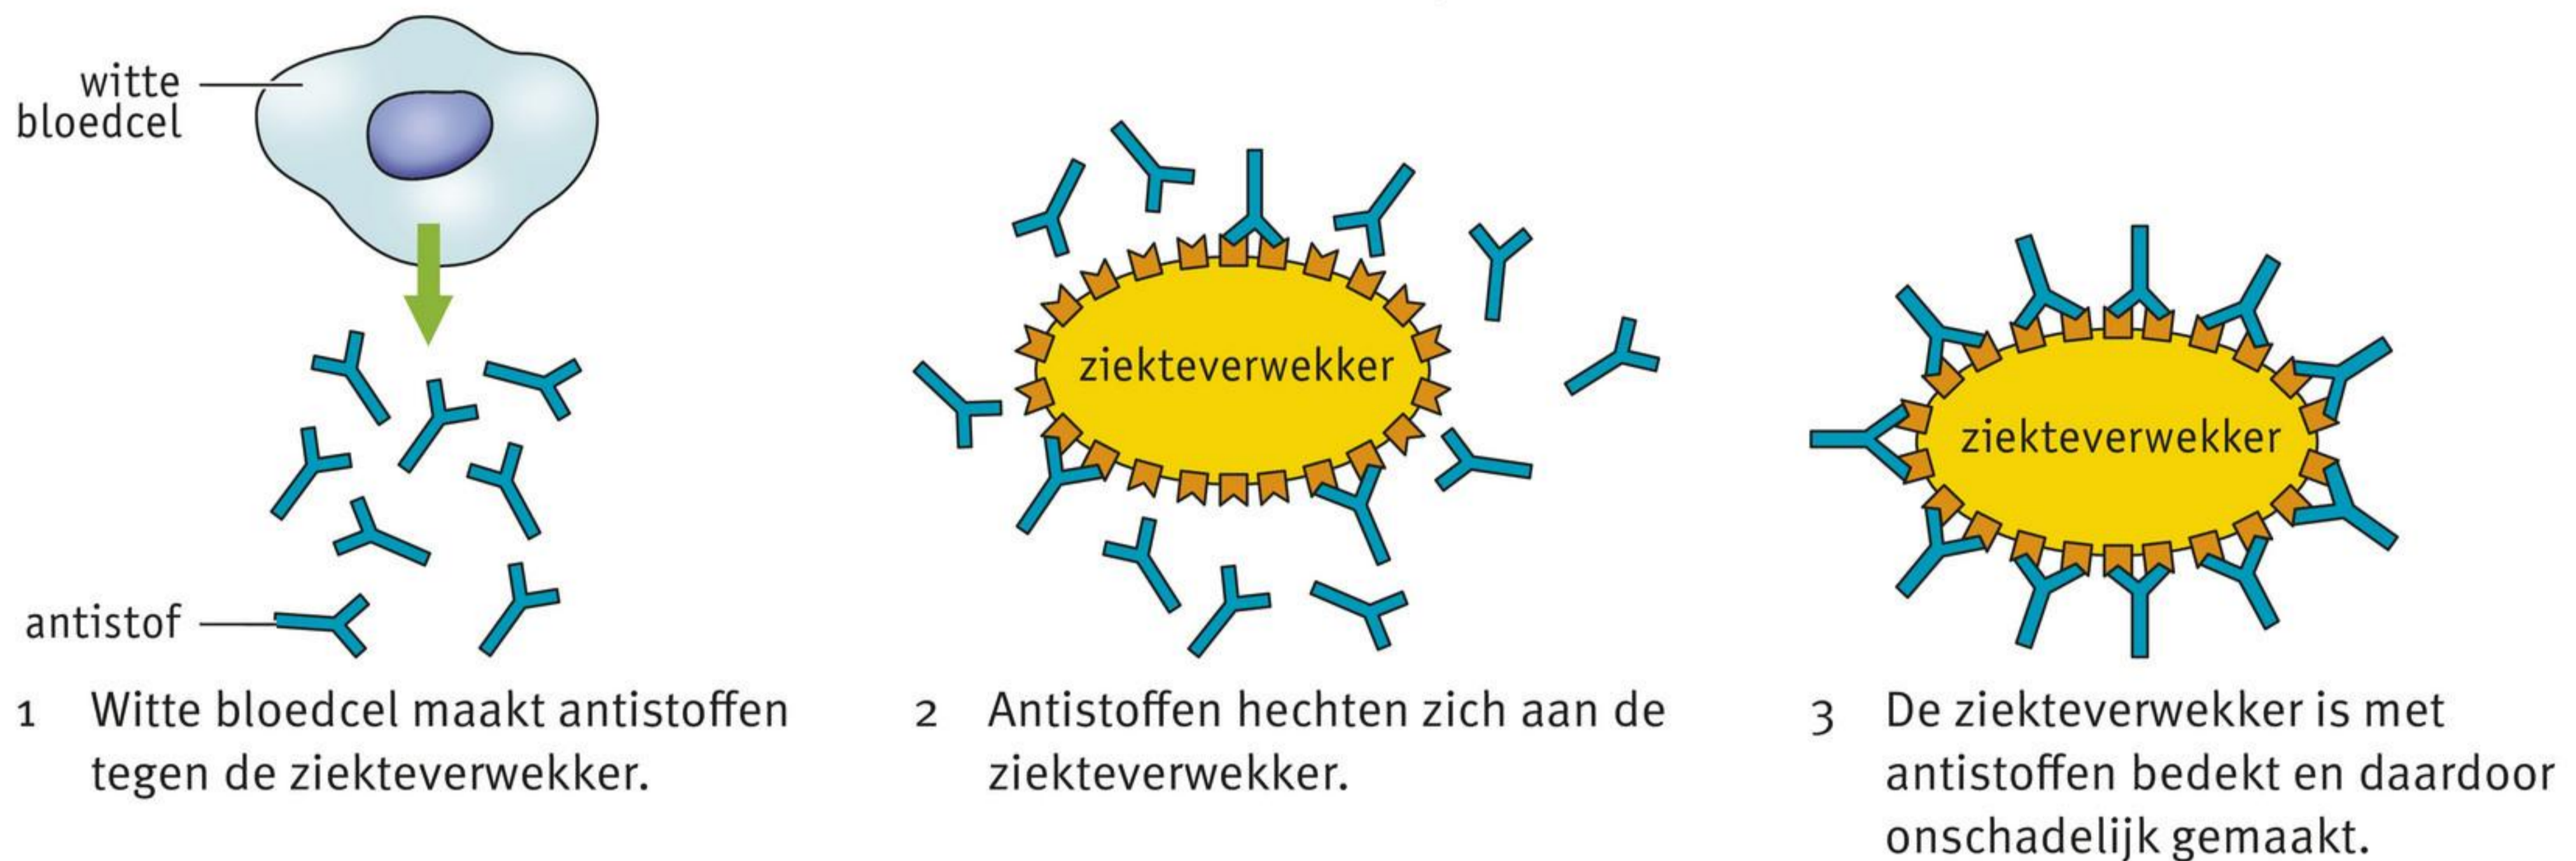 witte
bloedcel
antistof
1 Witte bloedcel maakt antistoffen
tegen de ziekteverwekker.
ziekteverwekker
2 Antistoffen hechten zich aan de
ziekteverwekker.
ziekteverwekker
3 De ziekteverwekker is met
antistoffen bedekt en daardoor
onschadelijk gemaakt.